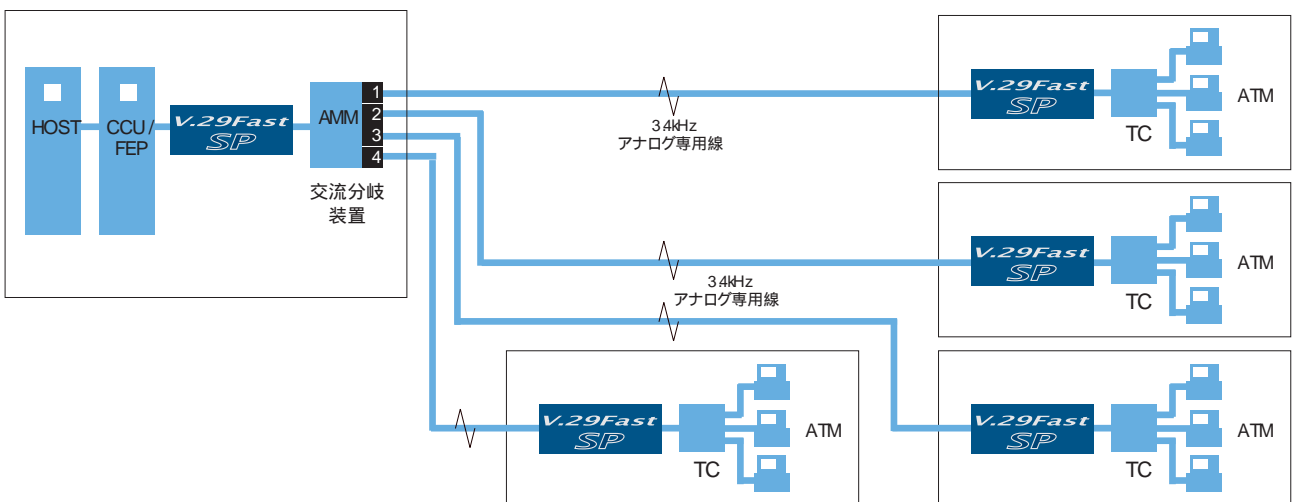 HOST
CCU /
FEP
V.29Fast
SP
AMM
1
2
3
4
交流分岐
装置
3.4kHz
アナログ専用線
V.29Fast
SP
TC
ATM
3.4kHz
アナログ専用線
V.29Fast
SP
TC
ATM
V.29Fast
SP
TC
ATM
V.29Fast
SP
TC
ATM